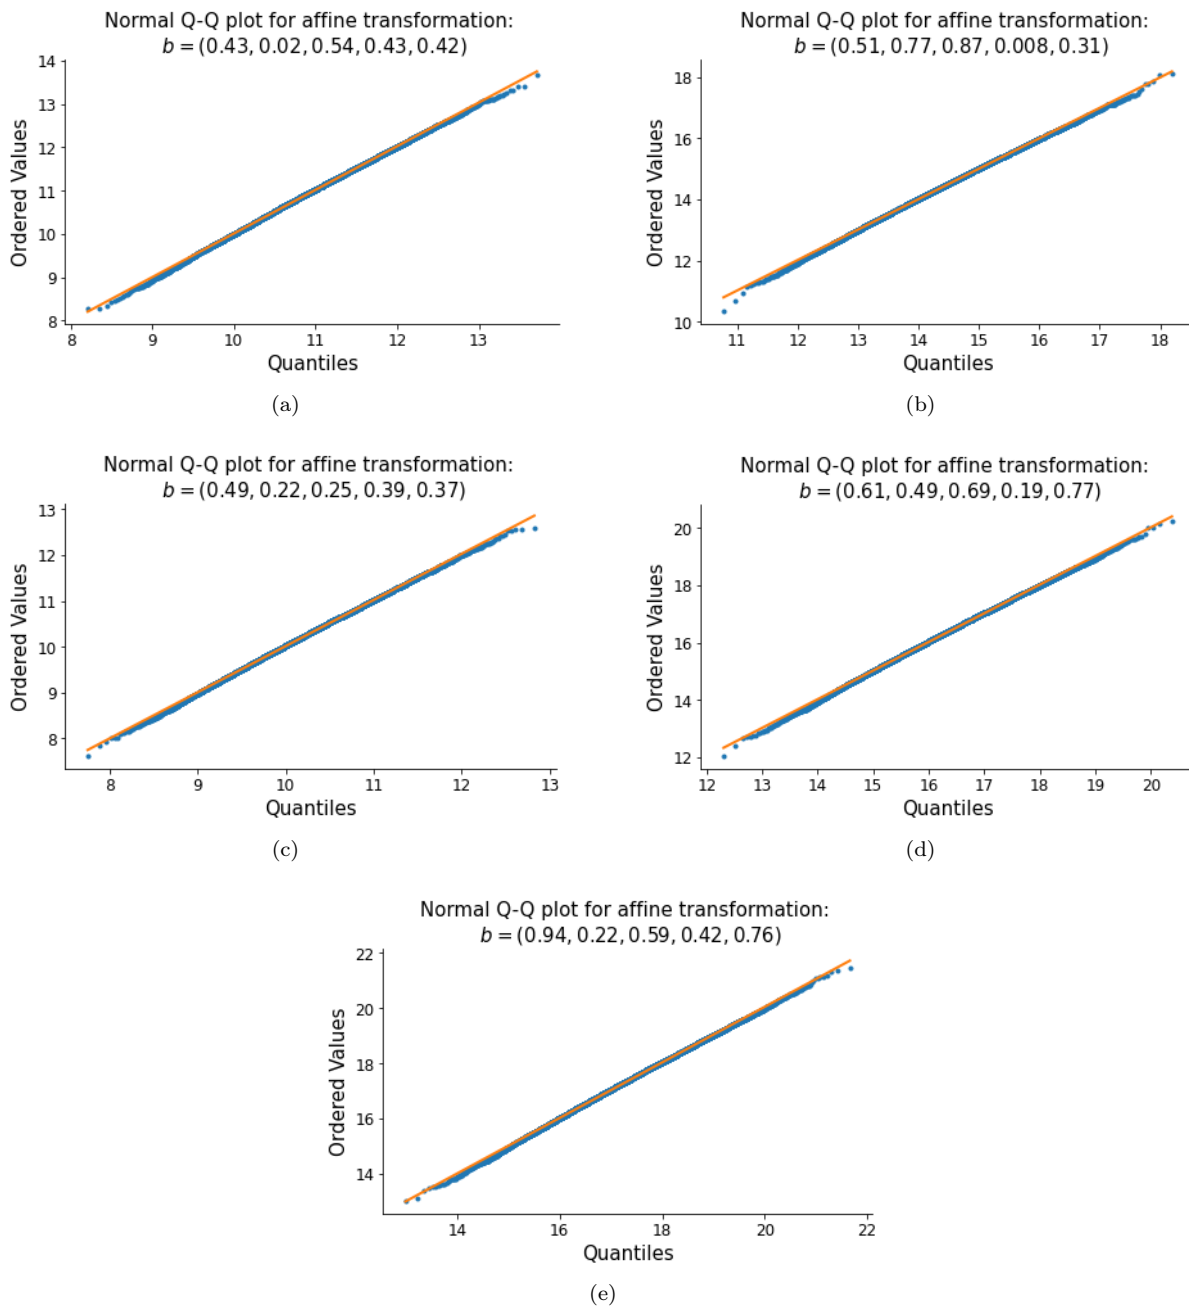 Normal Q-Q plot for affine transformation:
b = (0.43, 0.02, 0.54, 0.43, 0.42)
14
13
12
11
10
9
8
Ordered Values
8 9 10 11 12 13
Quantiles
(a)
Normal Q-Q plot for affine transformation:
b = (0.51, 0.77, 0.87, 0.008, 0.31)
18
16
14
12
10
Ordered Values
11 12 13 14 15 16 17 18
Quantiles
(b)
Normal Q-Q plot for affine transformation:
b = (0.49, 0.22, 0.25, 0.39, 0.37)
13
12
11
10
9
8
Ordered Values
8 9 10 11 12 13
Quantiles
(c)
Normal Q-Q plot for affine transformation:
b = (0.61, 0.49, 0.69, 0.19, 0.77)
20
18
16
14
12
Ordered Values
12 13 14 15 16 17 18 19 20
Quantiles
(d)
Normal Q-Q plot for affine transformation:
b = (0.94, 0.22, 0.59, 0.42, 0.76)
22
20
18
16
14
Ordered Values
14 16 18 20 22
Quantiles
(e)